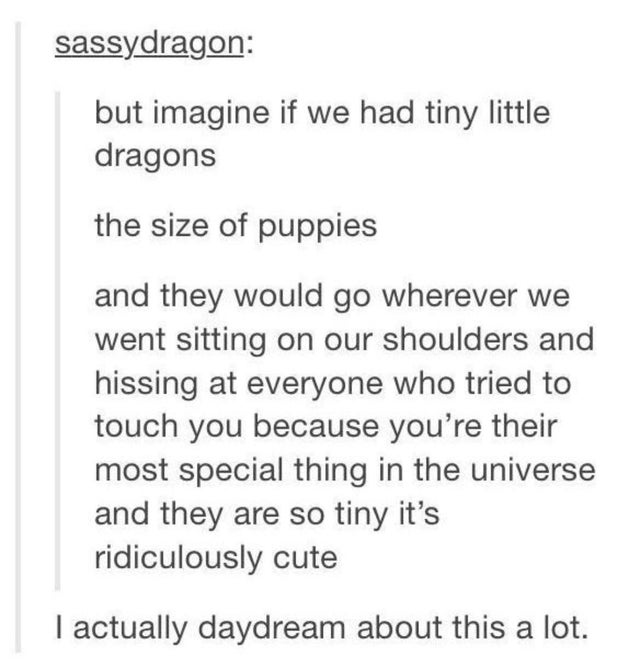 sassydragon:
but imagine if we had tiny little
dragons
the size of puppies
and they would go wherever we
went sitting on our shoulders and
hissing at everyone who tried to
touch you because you’re their
most special thing in the universe
and they are so tiny it’s
ridiculously cute
I actually daydream about this a lot.